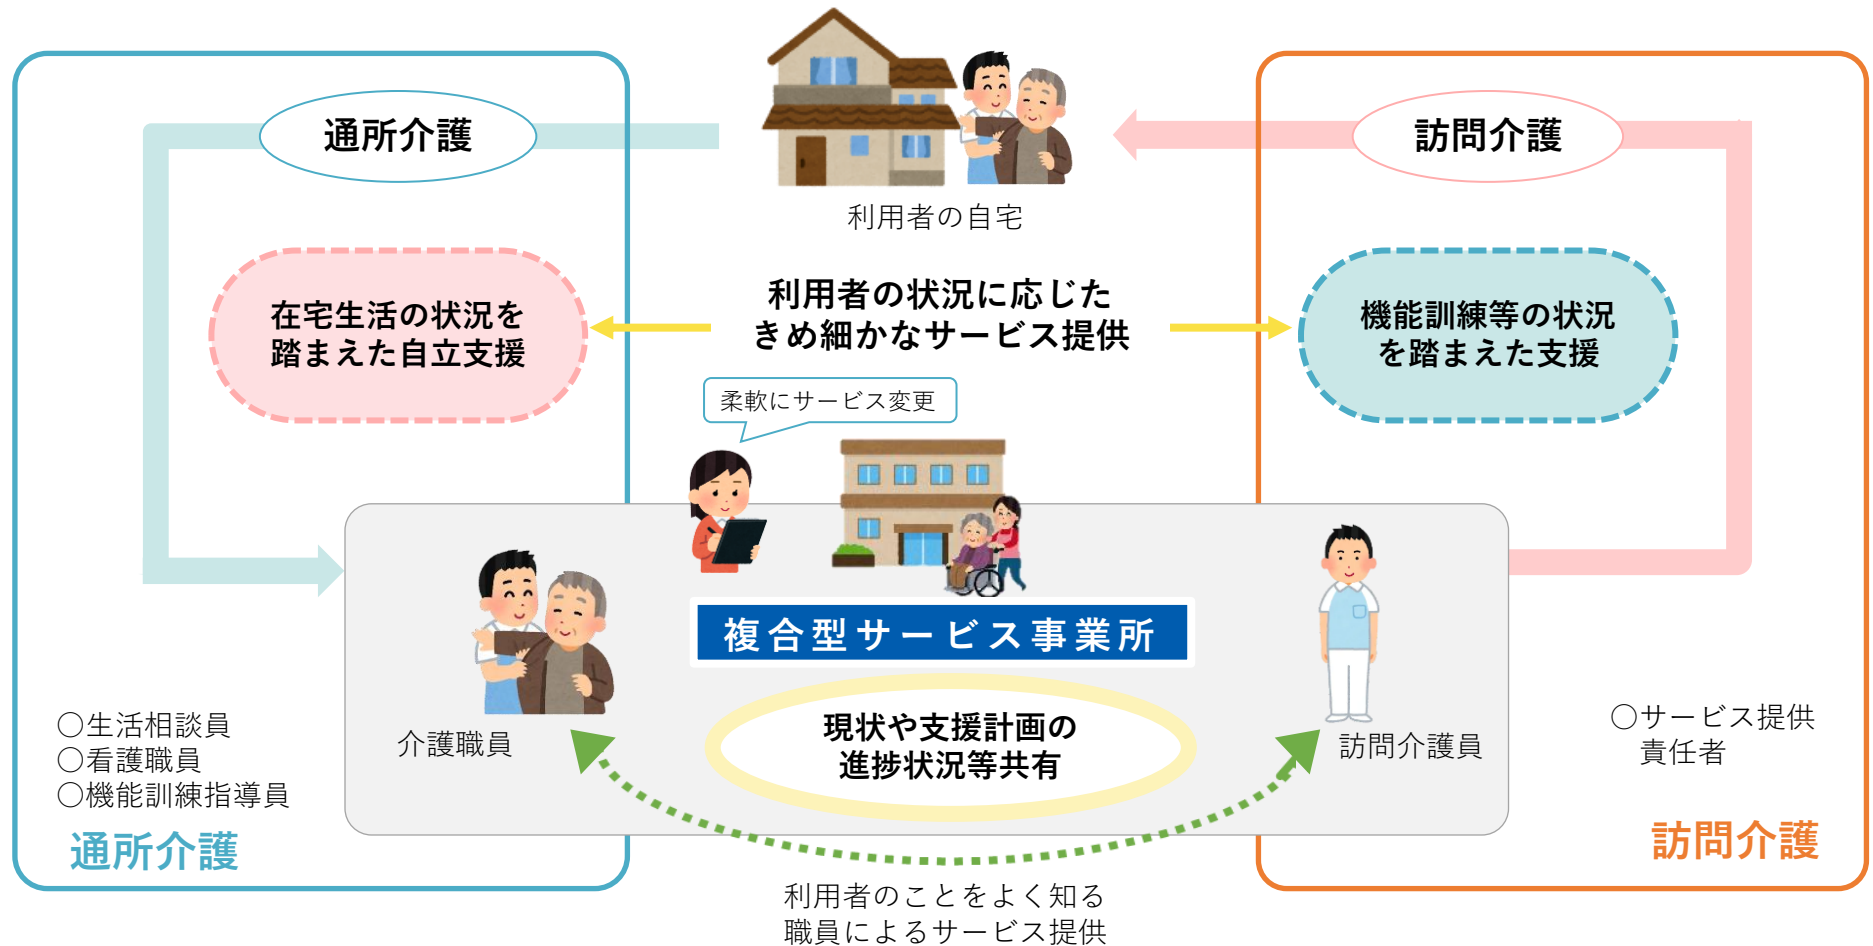 通所介護
訪問介護
利用者の自宅
在宅生活の状況を
踏まえた自立支援
利用者の状況に応じた
きめ細かなサービス提供
機能訓練等の状況
を踏まえた支援
柔軟にサービス変更
複合型サービス事業所
現状や支援計画の
進捗状況等共有
介護職員
訪問介護員
○生活相談員
○看護職員
○機能訓練指導員
通所介護
○サービス提供
責任者
訪問介護
利用者のことをよく知る
職員によるサービス提供